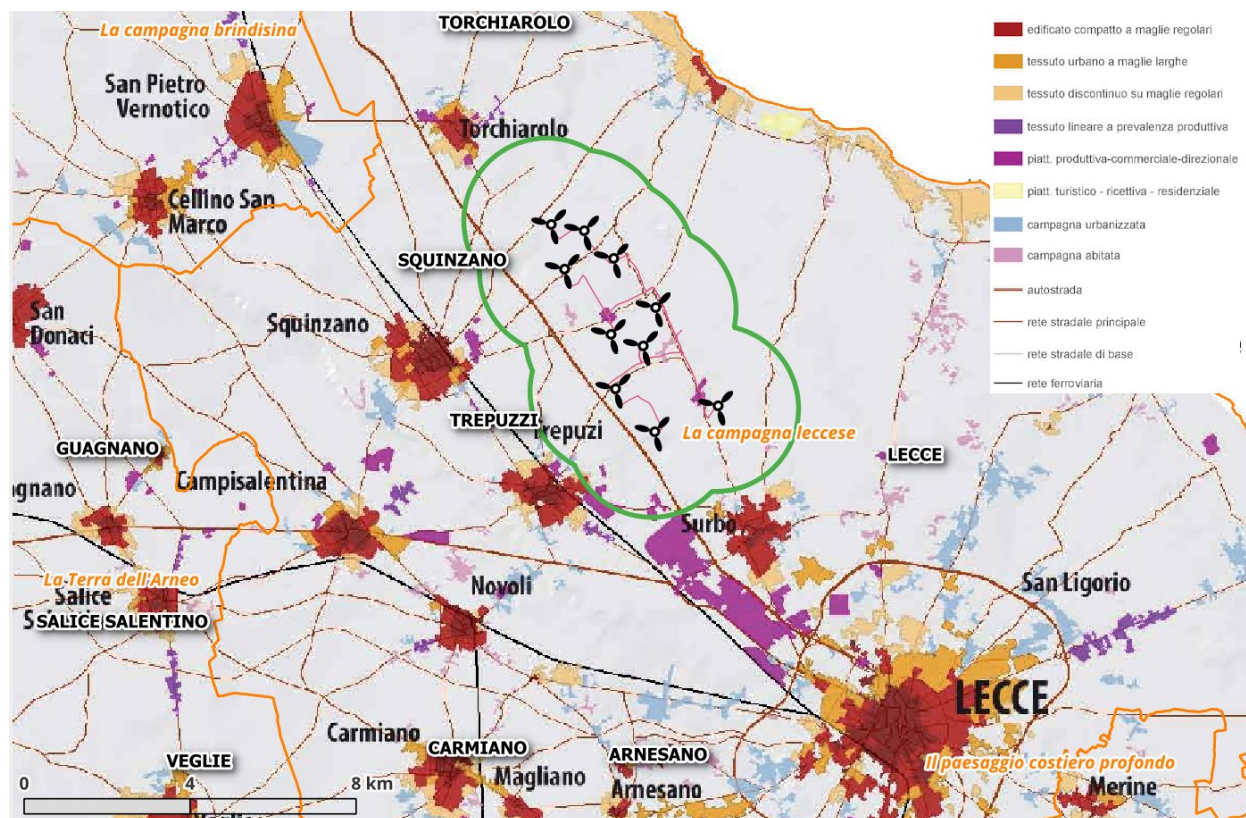 TORCHIAROLO
La campagna brindisina
San Pietro
Vernotico
Torchiarolo
Cellino San
Marco
SQUINZANO
San
Donaci
Squinzano
TREPUZZI
Trepuzi
La campagna leccese
GUAGNANO
LECCE
agnano
Campisalentina
Surbo
La Terra dell'Arneo
Salice
S
SALICE SALENTINO
Novoli
San Ligorio
LECCE
Carmiano
CARMIANO
ARNESANO
VEGLIE
Magliano
Arnesano
Il paesaggio costiero profondo
Merine
0 4 8 km
edificato compatto a maglie regolari
tessuto urbano a maglie larghe
tessuto discontinuo su maglie regolari
tessuto lineare a prevalenza produttiva
piatt. produttiva-commerciale-direzionale
piatt. turistico - ricettiva - residenziale
campagna urbanizzata
campagna abitata
autostrada
rete stradale principale
rete stradale di base
rete ferroviaria